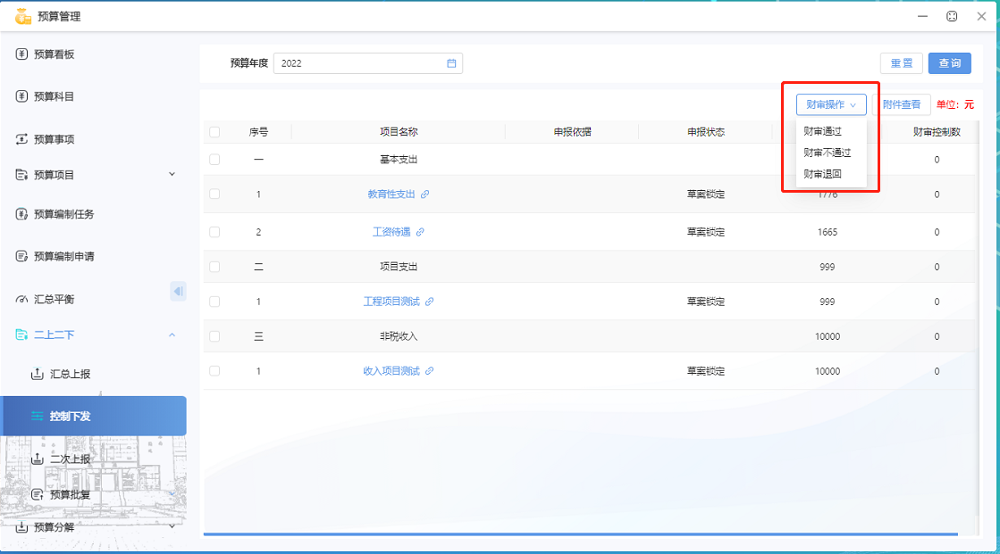 预算管理
预算看板
预算科目
预算事项
预算项目
预算编制任务
预算编制申请
汇总平衡
二上二下
汇总上报
控制下发
二次上报
预算批复
预算分解
预算年度 2022 重置 查询
财审操作 附件查看 单位：元
财审通过
财审不通过
财审退回
序号 项目名称 申报依据 申报状态 财审控制数
一 基本支出 0
1 教育性支出 草案锁定 1776 0
2 工资待遇 草案锁定 1665 0
二 项目支出 999 0
1 工程项目测试 草案锁定 999 0
三 非税收入 10000 0
1 收入项目测试 草案锁定 10000 0